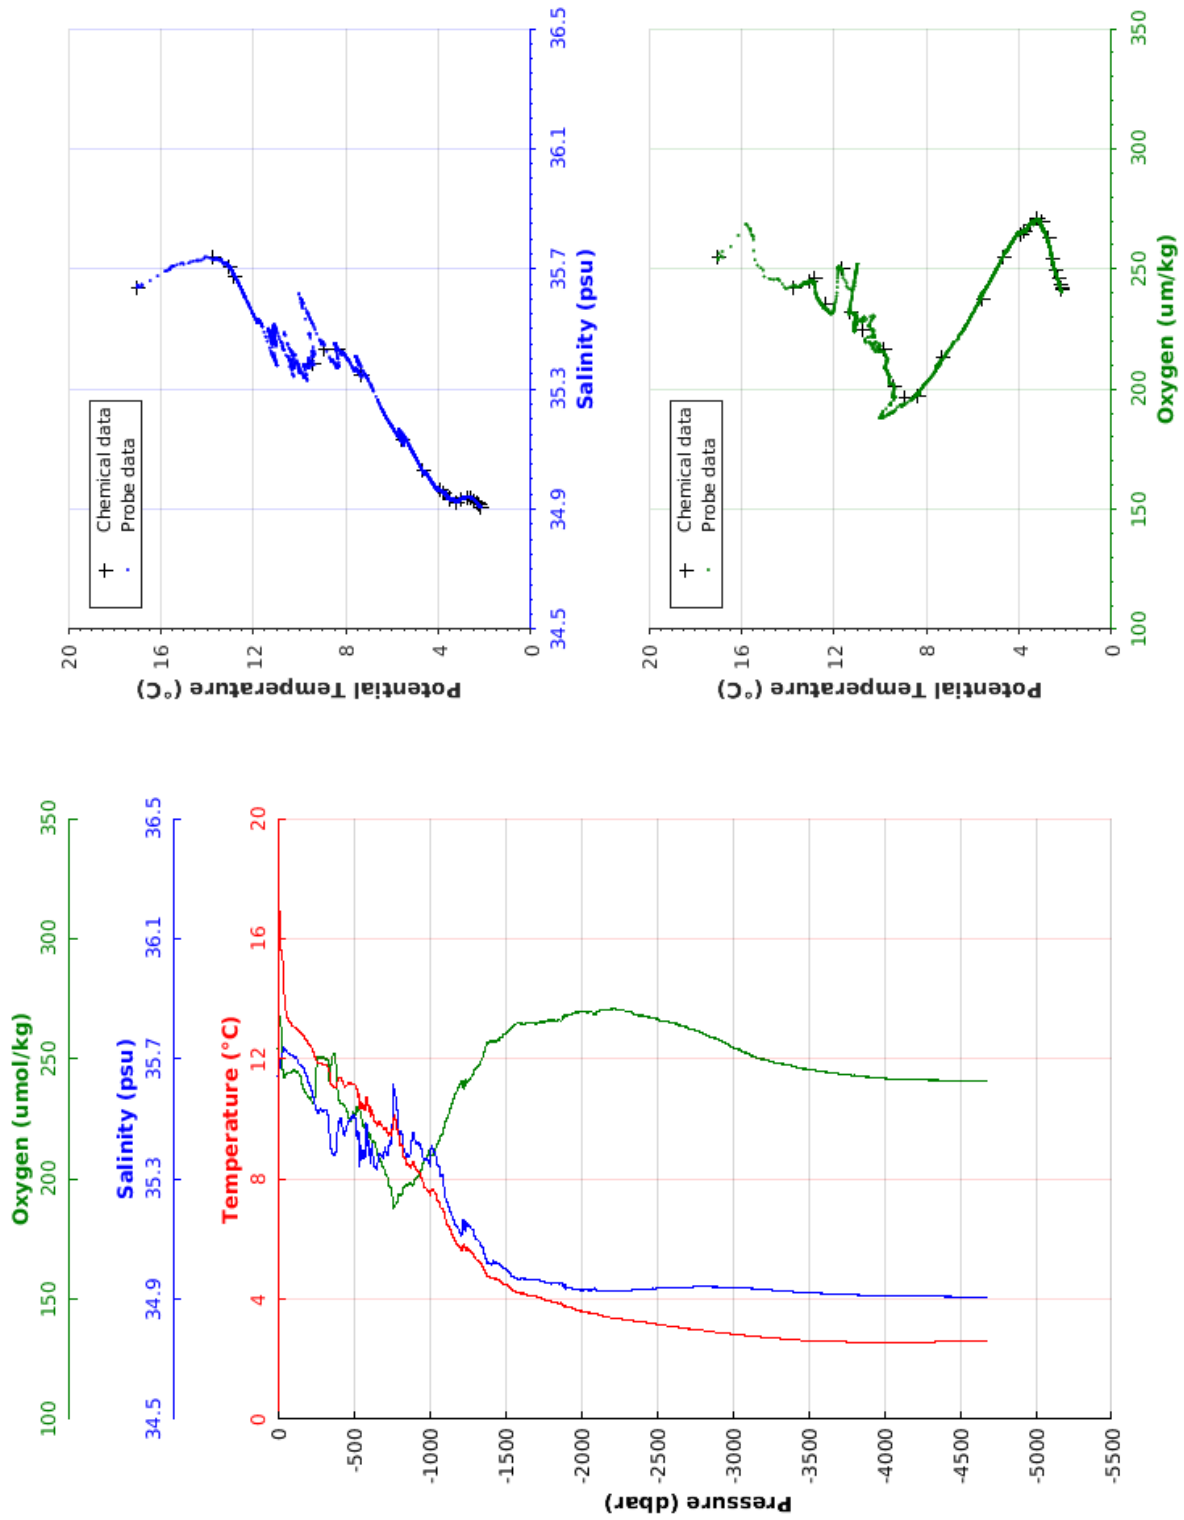 Oxygen (umol/kg)
100 150 200 250 300 350
Salinity (psu)
34.5 34.9 35.3 35.7 36.1 36.5
Temperature (°C)
0 4 8 12 16 20
Pressure (dbar)
0
-500
-1000
-1500
-2000
-2500
-3000
-3500
-4000
-4500
-5000
-5500
Potential Temperature (°C)
20
16
12
8
4
0
Chemical data
Probe data
34.5 34.9 35.3 35.7 36.1 36.5
Salinity (psu)
Potential Temperature (°C)
20
16
12
8
4
0
Chemical data
Probe data
100 150 200 250 300 350
Oxygen (um/kg)